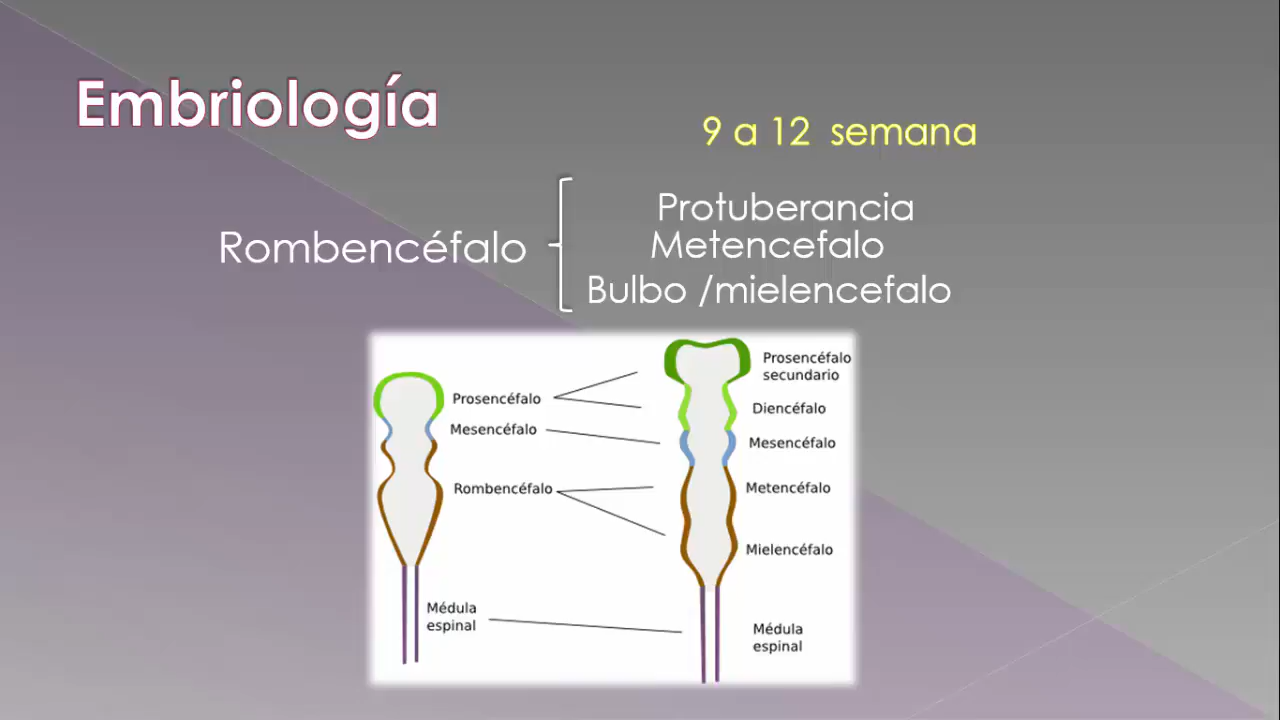 Embriología
9 a 12 semana
Rombencéfalo
Protuberancia
Metencefalo
Bulbo /mielencefalo
Prosencéfalo
Mesencéfalo
Rombencéfalo
Médula
espinal
Prosencéfalo
secundario
Diencéfalo
Mesencéfalo
Metencéfalo
Mielencéfalo
Médula
espinal